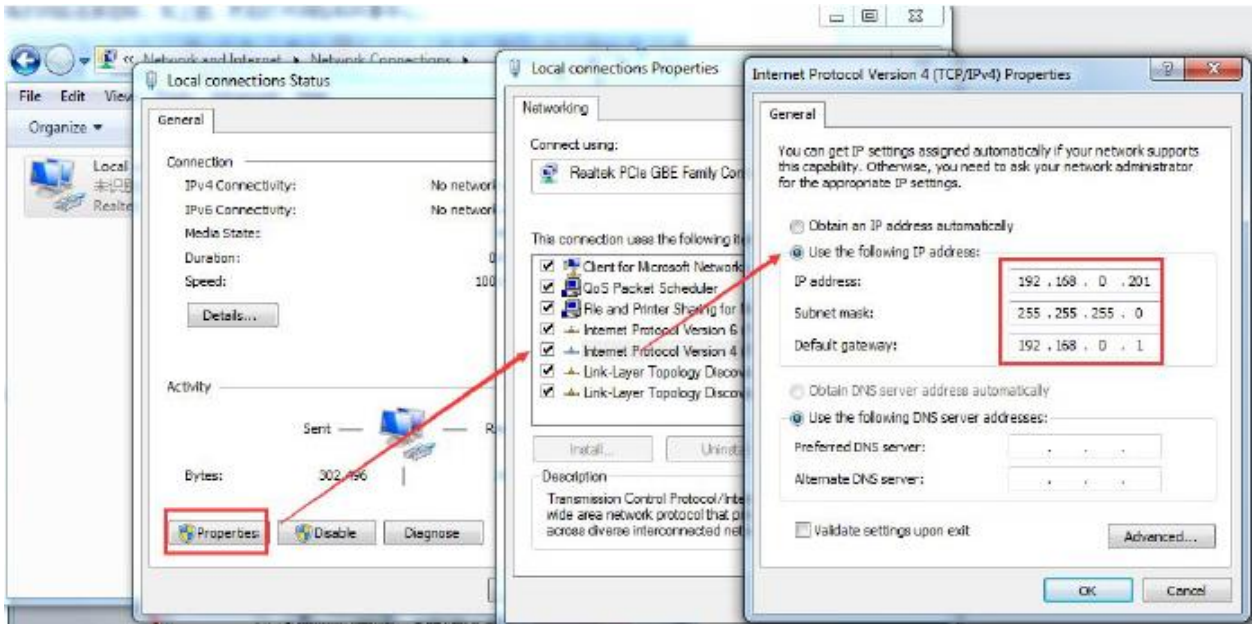 Network and Internet ▸ Network Connections ▸
File Edit View
Organize ▼
Local
Realte
Local connections Status
General
Connection
IPv4 Connectivity: No network
IPv6 Connectivity: No network
Media State:
Duration: 0
Speed: 100
Details...
Activity
Sent — — R
Bytes: 302,496
Properties Disable Diagnose
Local connections Properties
Networking
Connect using:
Realtek PCIe GBE Family Con
This connection uses the following ite
Client for Microsoft Network
QoS Packet Scheduler
File and Printer Sharing for
Internet Protocol Version 6
Internet Protocol Version 4
Link-Layer Topology Discov
Link-Layer Topology Discov
Install... Uninsta
Description
Transmission Control Protocol/Inte
wide area network protocol that p
across diverse interconnected net
Internet Protocol Version 4 (TCP/IPv4) Properties
General
You can get IP settings assigned automatically if your network supports
this capability. Otherwise, you need to ask your network administrator
for the appropriate IP settings.
Obtain an IP address automatically
Use the following IP address:
IP address: 192 . 168 . 0 . 201
Subnet mask: 255 . 255 . 255 . 0
Default gateway: 192 . 168 . 0 . 1
Obtain DNS server address automatically
Use the following DNS server addresses:
Preferred DNS server: . . .
Alternate DNS server: . . .
Validate settings upon exit
Advanced...
OK Cancel